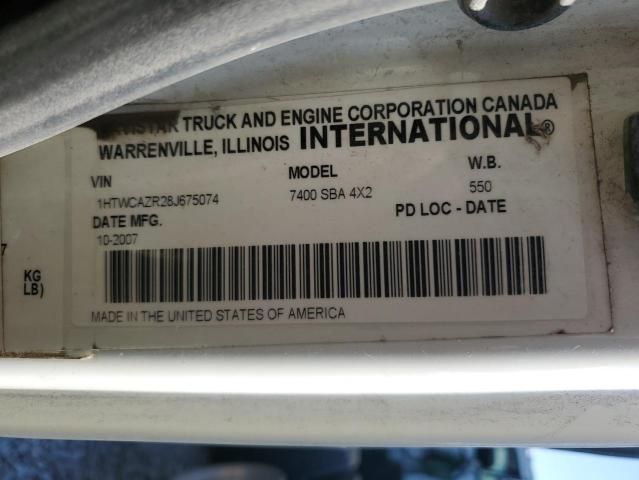 TRUCK AND ENGINE CORPORATION CANADA
WARRENVILLE, ILLINOIS INTERNATIONAL®
VIN MODEL W.B.
1HTWCAZR28J675074 7400 SBA 4X2 550
DATE MFG. PD LOC - DATE
10-2007
KG
LB)
MADE IN THE UNITED STATES OF AMERICA